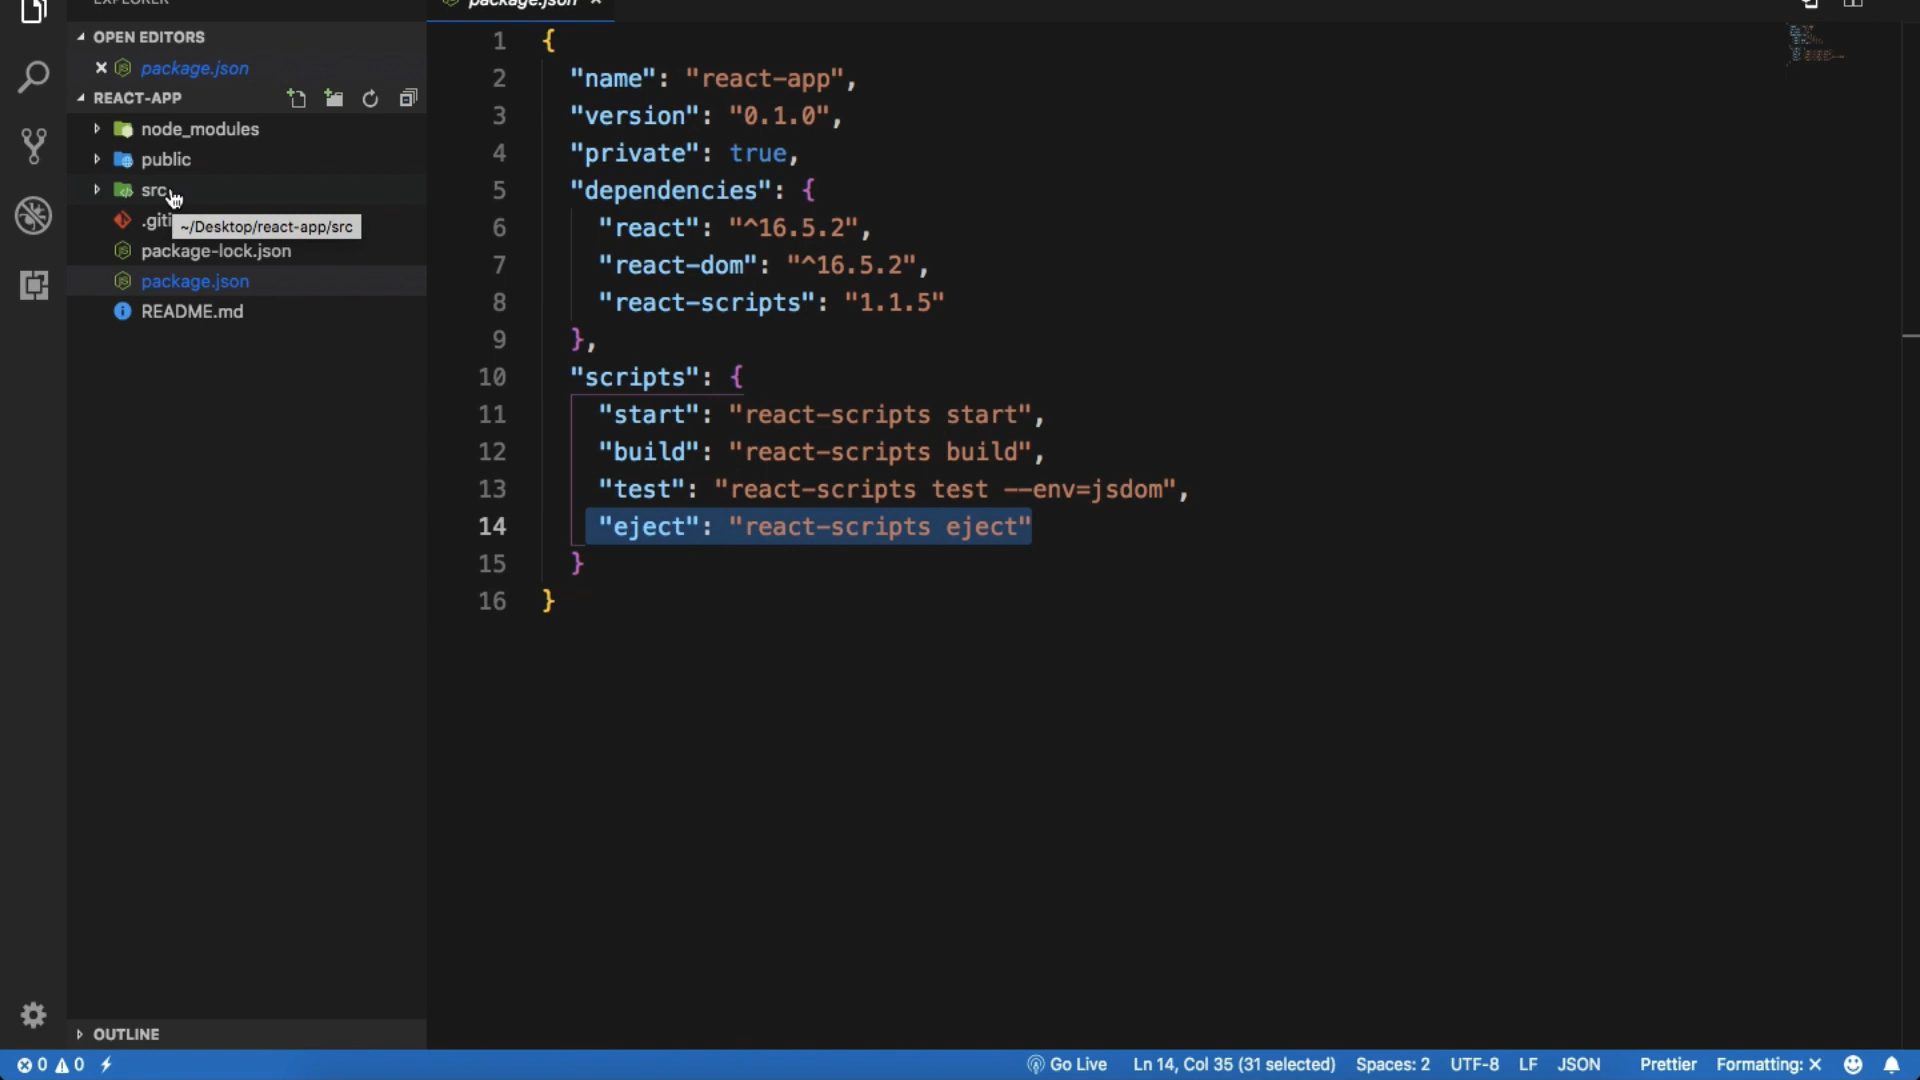 EXPLORER
OPEN EDITORS
package.json
REACT-APP
node_modules
public
src
.giti
~/Desktop/react-app/src
package-lock.json
package.json
README.md
OUTLINE
package.json
1 {
2 "name": "react-app",
3 "version": "0.1.0",
4 "private": true,
5 "dependencies": {
6 "react": "^16.5.2",
7 "react-dom": "^16.5.2",
8 "react-scripts": "1.1.5"
9 },
10 "scripts": {
11 "start": "react-scripts start",
12 "build": "react-scripts build",
13 "test": "react-scripts test --env=jsdom",
14 "eject": "react-scripts eject"
15 }
16 }
0 0 Go Live Ln 14, Col 35 (31 selected) Spaces: 2 UTF-8 LF JSON Prettier Formatting: ×